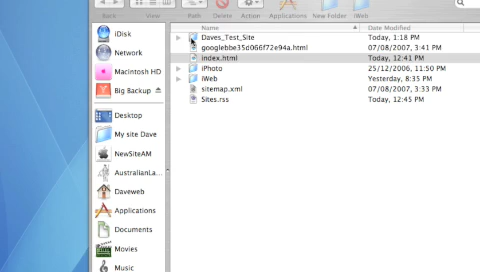 Back View Path Delete Action Applications New Folder iWeb
Name Date Modified
iDisk
Network
Macintosh HD
Big Backup
Desktop
My site Dave
NewSiteAM
AustralianLa...
Daveweb
Applications
Documents
Movies
Music
Daves_Test_Site Today, 1:18 PM
googlebbe35d066f72e94a.html 07/08/2007, 3:41 PM
index.html Today, 12:41 PM
iPhoto 25/12/2006, 11:50 PM
iWeb Yesterday, 8:35 PM
sitemap.xml 07/08/2007, 3:33 PM
Sites.rss Today, 12:45 PM